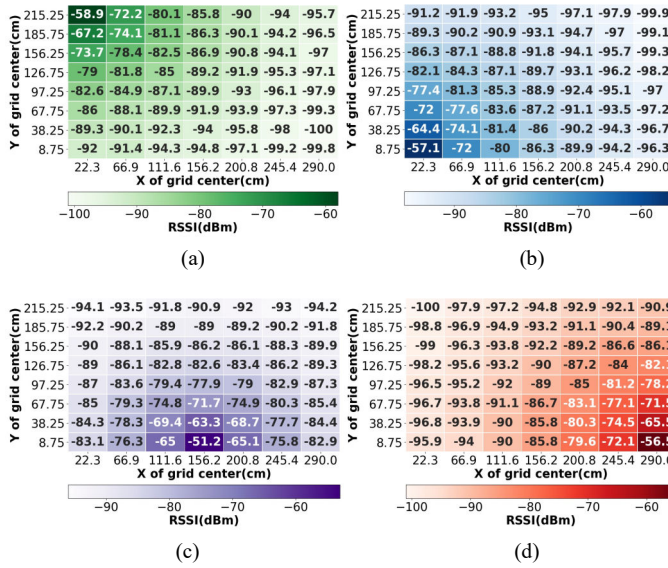 215.25 -58.9 -72.2 -80.1 -85.8 -90 -94 -95.7
185.75 -67.2 -74.1 -81.1 -86.3 -90.1 -94.2 -96.5
156.25 -73.7 -78.4 -82.5 -86.9 -90.8 -94.1 -97
126.75 -79 -81.8 -85 -89.2 -91.9 -95.3 -97.1
97.25 -82.6 -84.9 -87.1 -89.9 -93 -96.1 -97.9
67.75 -86 -88.1 -89.9 -91.9 -93.9 -97.3 -99.3
38.25 -89.3 -90.1 -92.3 -94 -95.8 -98 -100
8.75 -92 -91.4 -94.3 -94.8 -97.1 -99.2 -99.8
22.3 66.9 111.6 156.2 200.8 245.4 290.0
Y of grid center(cm)
X of grid center(cm)
−100 −90 −80 −70 −60
RSSI(dBm)
(a)
215.25 -91.2 -91.9 -93.2 -95 -97.1 -97.9 -99.9
185.75 -89.3 -90.2 -90.9 -93.1 -94.7 -97 -99.1
156.25 -86.3 -87.1 -88.8 -91.8 -94.1 -95.7
126.75 -82.1 -84.3 -87.1 -89.7 -93.1 -96.2 -98.2
97.25 -77.4 -81.3 -85.3 -88.9 -92.4 -95.1 -97
67.75 -72 -77.6 -83.6 -87.2 -91.1 -93.5 -97.2
38.25 -64.4 -74.1 -81.4 -86 -90.2 -94.3 -96.7
8.75 -57.1 -72 -80 -86.3 -89.9 -94.2 -96.3
22.3 66.9 111.6 156.2 200.8 245.4 290.0
Y of grid center(cm)
X of grid center(cm)
−90 −80 −70 −60
RSSI(dBm)
(b)
215.25 -94.1 -93.5 -91.8 -90.9 -92 -93 -94.2
185.75 -92.2 -90.2 -89 -89 -89.2 -90.2 -91.8
156.25 -90 -88.1 -85.9 -86.2 -86.1 -88.3 -89.9
126.75 -89 -86.1 -82.8 -82.6 -83.4 -86.2 -89.3
97.25 -87 -83.6 -79.4 -77.9 -79 -82.9 -87.3
67.75 -85 -79.3 -74.8 -71.7 -74.9 -80.3 -85.4
38.25 -84.3 -78.3 -69.4 -63.3 -68.7 -77.7 -84.4
8.75 -83.1 -76.3 -65 -51.2 -65.1 -75.8 -82.9
22.3 66.9 111.6 156.2 200.8 245.4 290.0
Y of grid center(cm)
X of grid center(cm)
−90 −80 −70 −60
RSSI(dBm)
(c)
215.25 -100 -97.9 -97.2 -94.8 -92.9 -92.1
185.75 -98.8 -96.9 -94.9 -93.2 -91.1 -90.4
156.25 -99 -96.3 -93.8 -92 -89.2 -86.6
126.75 -97.6 -95.6 -93.2 -90 -87.2 -84
97.25 -96.5 -95.2 -92 -89 -85 -81.2
67.75 -96.7 -93.8 -91.1 -86.7 -83.1 -77.1
38.25 -96.8 -93.9 -90 -85.8 -80.3 -74.5
8.75 -95.9 -94 -90 -85.8 -79.6 -72.1
22.3 66.9 111.6 156.2 200.8 245.4 290.0
Y of grid center(cm)
X of grid center(cm)
−100 −90 −80 −70 −60
RSSI(dBm)
(d)